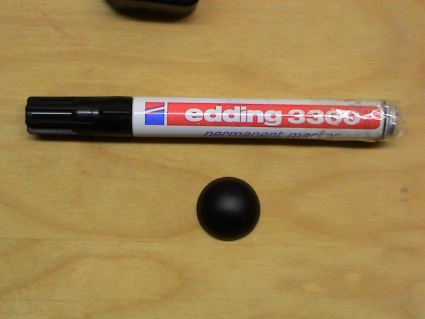 edding 3300
permanent marker